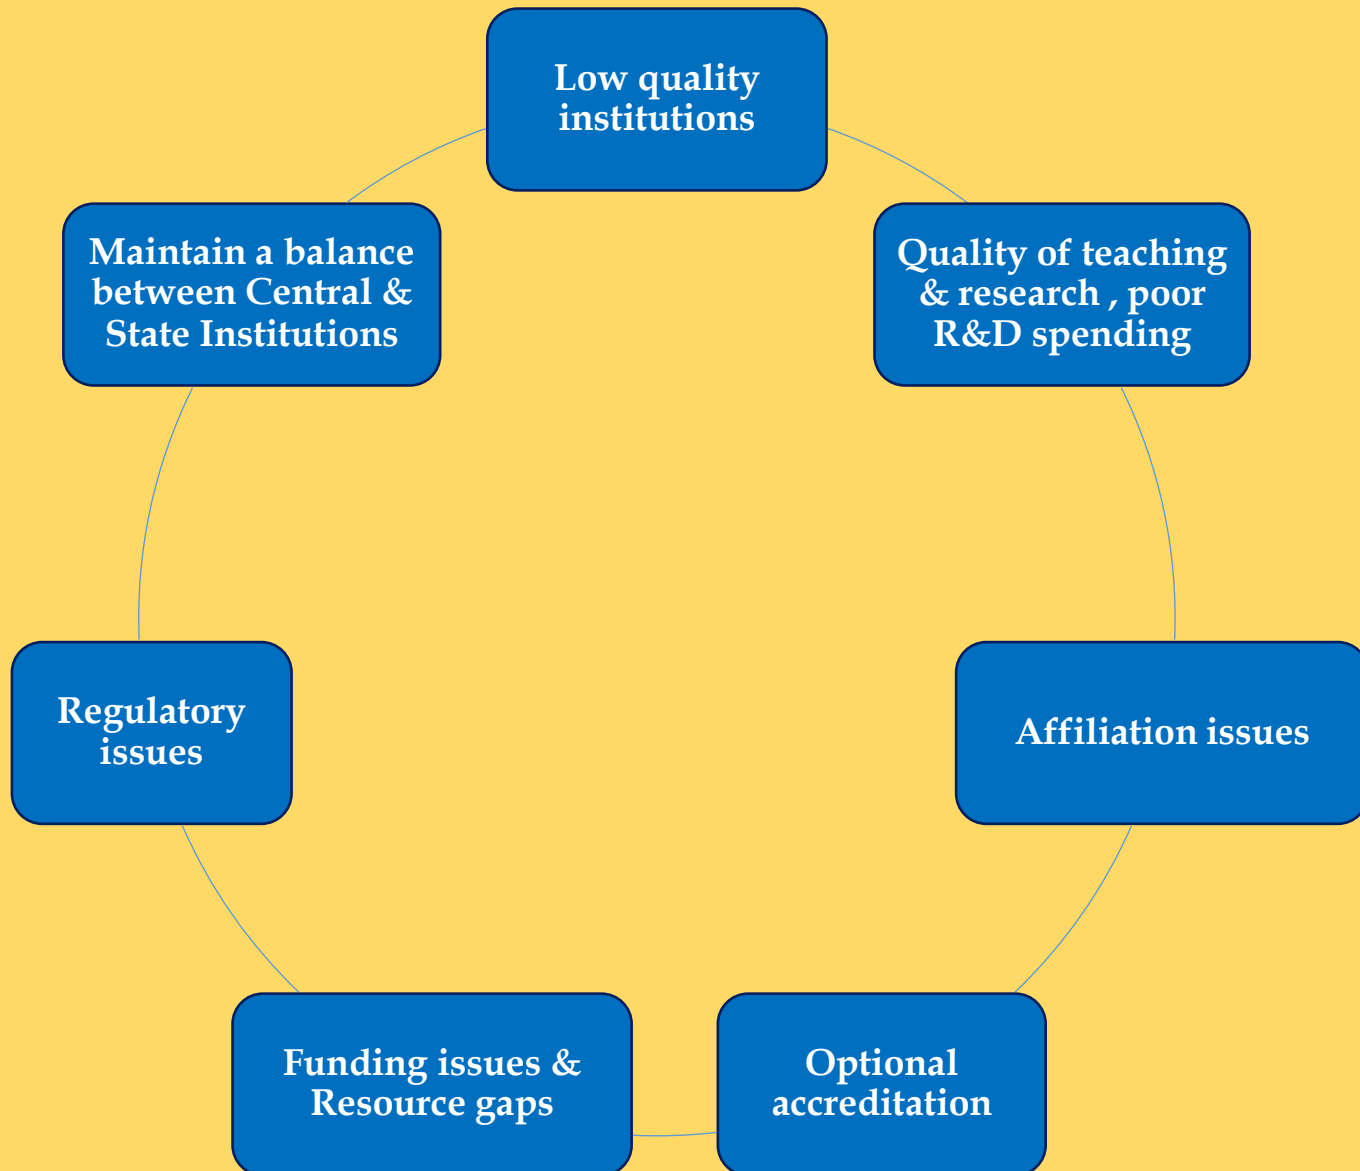 Low quality
institutions
Quality of teaching
& research , poor
R&D spending
Affiliation issues
Optional
accreditation
Funding issues &
Resource gaps
Regulatory
issues
Maintain a balance
between Central &
State Institutions